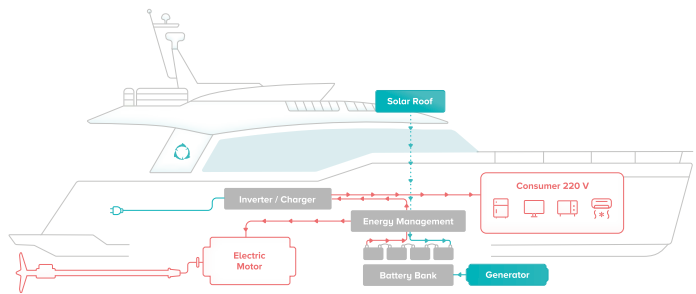 Solar Roof
Consumer 220 V
Inverter / Charger
Energy Management
Electric
Motor
Battery Bank
Generator